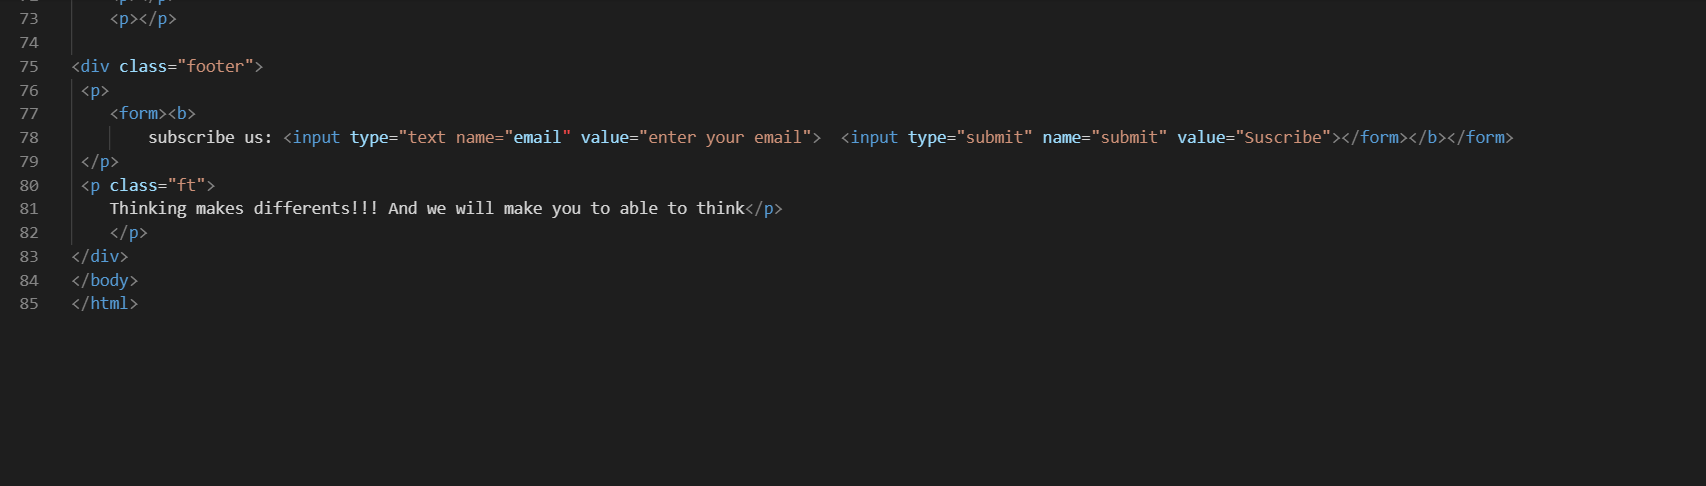 73 <p></p>
74
75 <div class="footer">
76 <p>
77 <form><b>
78 subscribe us: <input type="text name="email" value="enter your email">  <input type="submit" name="submit" value="Suscribe"></form></b></form>
79 </p>
80 <p class="ft">
81 Thinking makes differents!!! And we will make you to able to think</p>
82 </p>
83 </div>
84 </body>
85 </html>